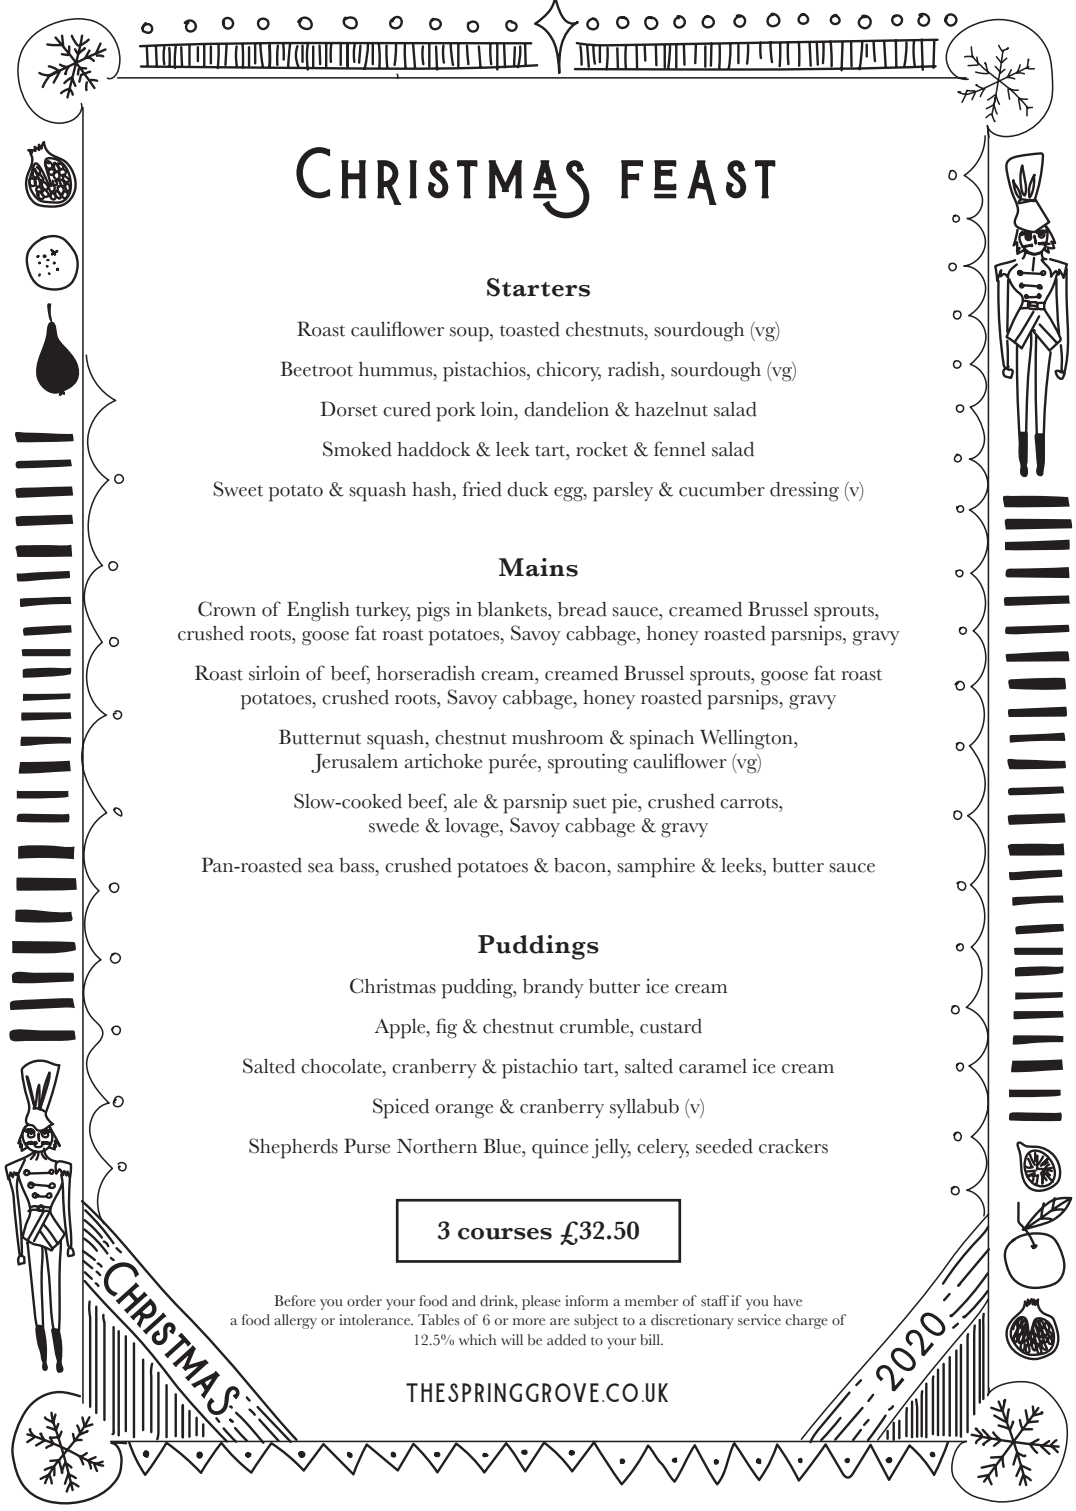 Christmas Feast
Starters
Roast cauliflower soup, toasted chestnuts, sourdough (vg)
Beetroot hummus, pistachios, chicory, radish, sourdough (vg)
Dorset cured pork loin, dandelion & hazelnut salad
Smoked haddock & leek tart, rocket & fennel salad
Sweet potato & squash hash, fried duck egg, parsley & cucumber dressing (v)
Mains
Crown of English turkey, pigs in blankets, bread sauce, creamed Brussel sprouts,
crushed roots, goose fat roast potatoes, Savoy cabbage, honey roasted parsnips, gravy
Roast sirloin of beef, horseradish cream, creamed Brussel sprouts, goose fat roast
potatoes, crushed roots, Savoy cabbage, honey roasted parsnips, gravy
Butternut squash, chestnut mushroom & spinach Wellington,
Jerusalem artichoke purée, sprouting cauliflower (vg)
Slow-cooked beef, ale & parsnip suet pie, crushed carrots,
swede & lovage, Savoy cabbage & gravy
Pan-roasted sea bass, crushed potatoes & bacon, samphire & leeks, butter sauce
Puddings
Christmas pudding, brandy butter ice cream
Apple, fig & chestnut crumble, custard
Salted chocolate, cranberry & pistachio tart, salted caramel ice cream
Spiced orange & cranberry syllabub (v)
Shepherds Purse Northern Blue, quince jelly, celery, seeded crackers
3 courses £32.50
Before you order your food and drink, please inform a member of staff if you have
a food allergy or intolerance. Tables of 6 or more are subject to a discretionary service charge of
12.5% which will be added to your bill.
THESPRINGGROVE.CO.UK
CHRISTMAS
2020